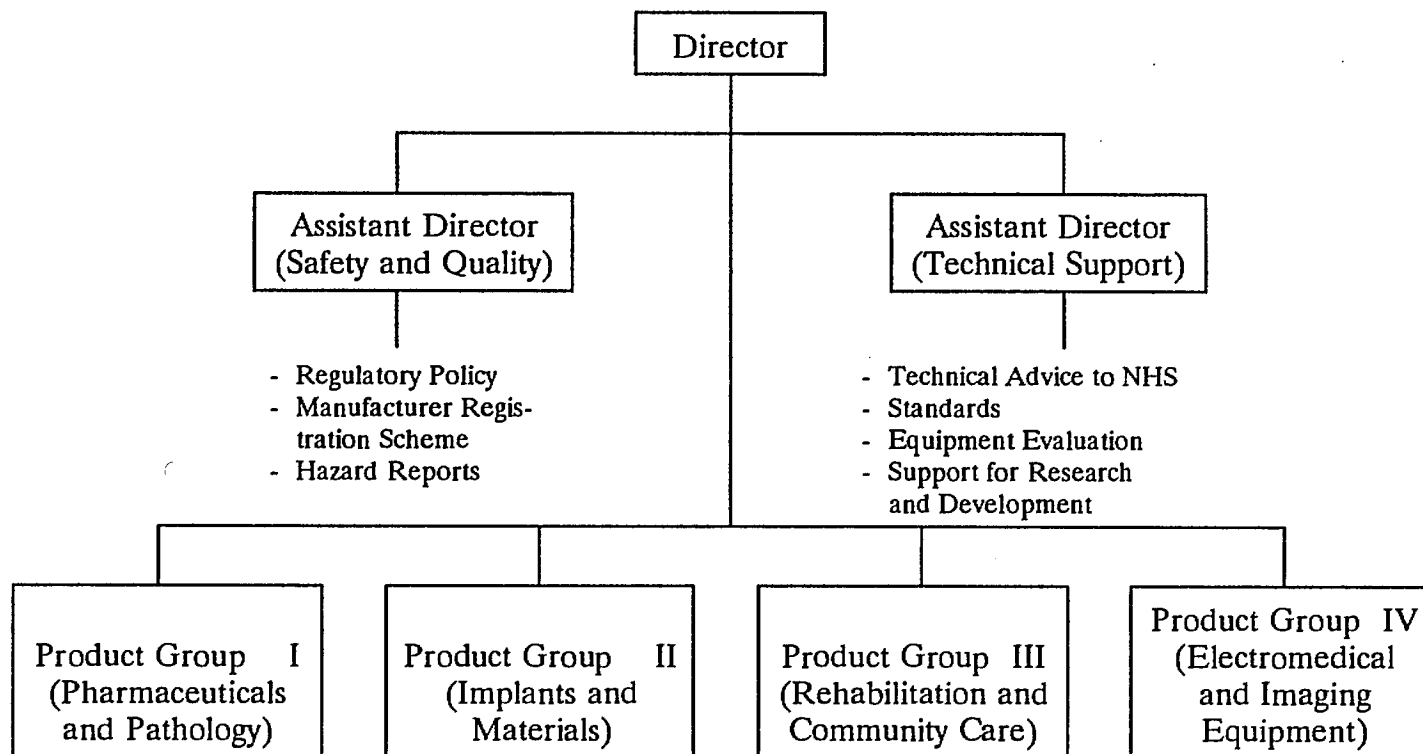 Director
Assistant Director
(Safety and Quality)
- Regulatory Policy
- Manufacturer Regis-
tration Scheme
- Hazard Reports
Assistant Director
(Technical Support)
- Technical Advice to NHS
- Standards
- Equipment Evaluation
- Support for Research
and Development
Product Group I
(Pharmaceuticals
and Pathology)
Product Group II
(Implants and
Materials)
Product Group III
(Rehabilitation and
Community Care)
Product Group IV
(Electromedical
and Imaging
Equipment)